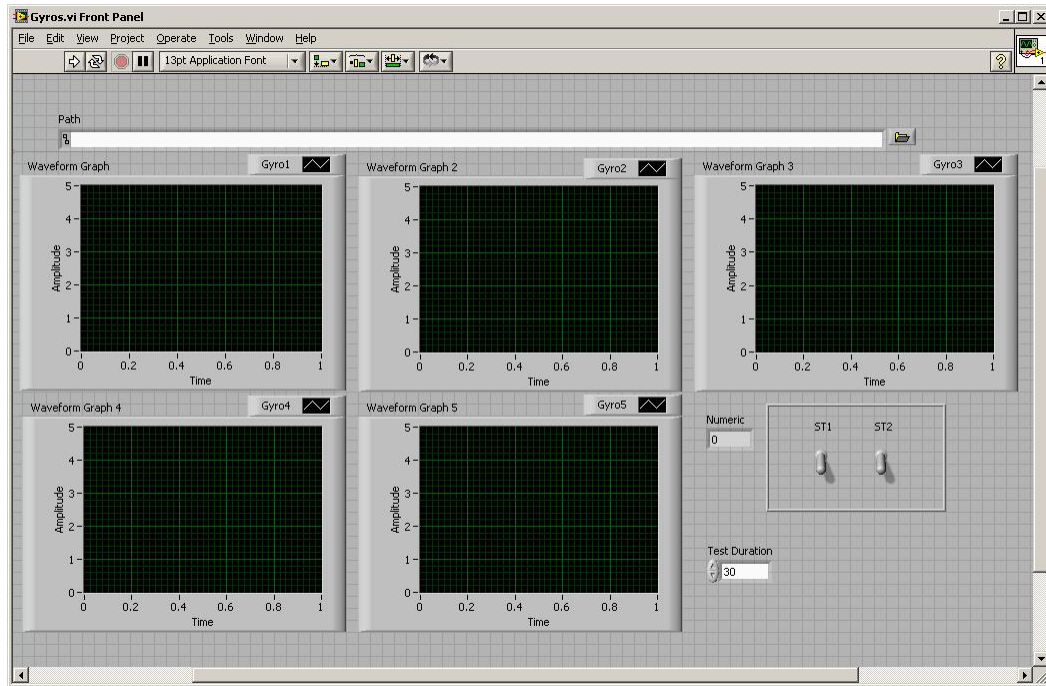 Gyros.vi Front Panel
File Edit View Project Operate Tools Window Help
13pt Application Font
?
1
Path
Waveform Graph
Gyro1
5
4
3
2
1
0
Amplitude
0 0.2 0.4 0.6 0.8 1
Time
Waveform Graph 2
Gyro2
5
4
3
2
1
0
Amplitude
0 0.2 0.4 0.6 0.8 1
Time
Waveform Graph 3
Gyro3
5
4
3
2
1
0
Amplitude
0 0.2 0.4 0.6 0.8 1
Time
Waveform Graph 4
Gyro4
5
4
3
2
1
0
Amplitude
0 0.2 0.4 0.6 0.8 1
Time
Waveform Graph 5
Gyro5
5
4
3
2
1
0
Amplitude
0 0.2 0.4 0.6 0.8 1
Time
Numeric
0
ST1 ST2
Test Duration
30